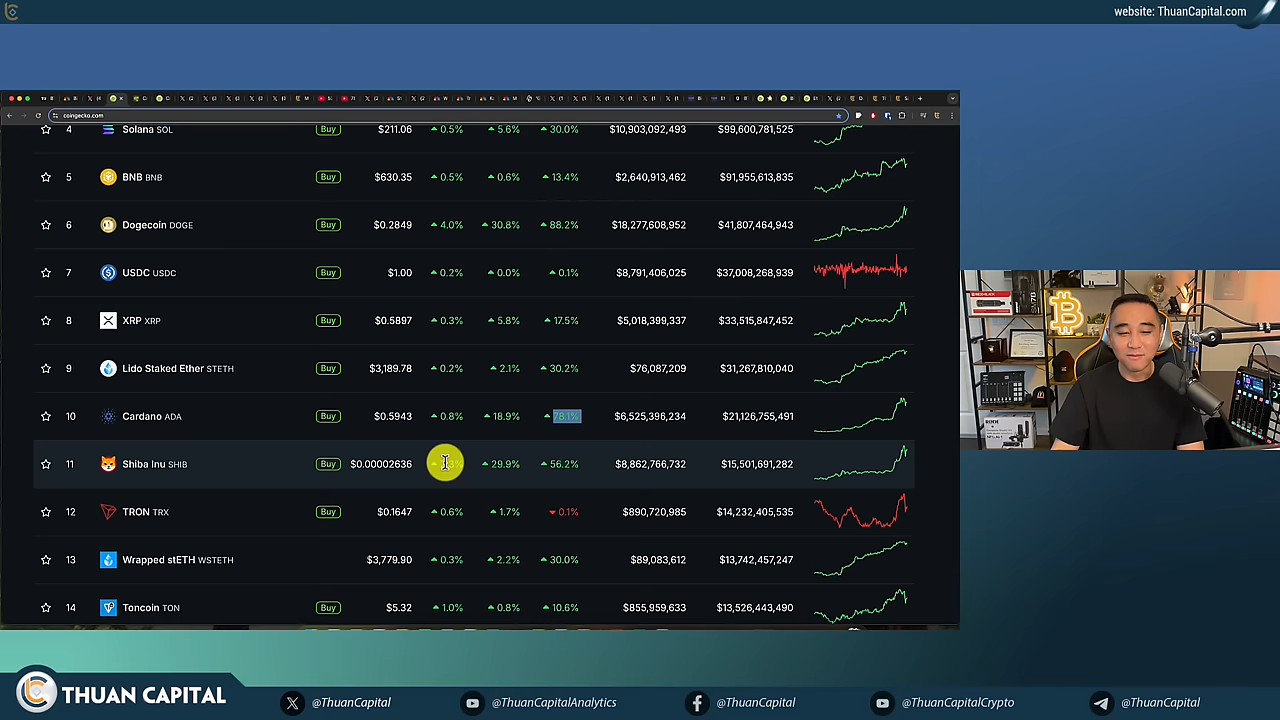 website: ThuanCapital.com
coingecko.com
4 Solana SOL Buy $211.06 0.5% 5.6% 30.0% $10,903,092,493 $99,600,781,525
5 BNB BNB Buy $630.35 0.5% 0.6% 13.4% $2,640,913,462 $91,955,613,835
6 Dogecoin DOGE Buy $0.2849 4.0% 30.8% 88.2% $18,277,608,952 $41,807,464,943
7 USDC USDC Buy $1.00 0.2% 0.0% 0.1% $8,791,406,025 $37,008,268,939
8 XRP XRP Buy $0.5897 0.3% 5.8% 17.5% $5,018,399,337 $33,515,847,452
9 Lido Staked Ether STETH Buy $3,189.78 0.2% 2.1% 30.2% $76,087,209 $31,267,810,040
10 Cardano ADA Buy $0.5943 0.8% 18.9% 78.1% $6,525,396,234 $21,126,755,491
11 Shiba Inu SHIB Buy $0.00002636 29.9% 56.2% $8,862,766,732 $15,501,691,282
12 TRON TRX Buy $0.1647 0.6% 1.7% 0.1% $890,720,985 $14,232,405,535
13 Wrapped stETH WSTETH $3,779.90 0.3% 2.2% 30.0% $89,083,612 $13,742,457,247
14 Toncoin TON Buy $5.32 1.0% 0.8% 10.6% $855,959,633 $13,526,443,490
RØDE
THUAN CAPITAL
@ThuanCapital
@ThuanCapitalAnalytics
@ThuanCapital
@ThuanCapitalCrypto
@ThuanCapital